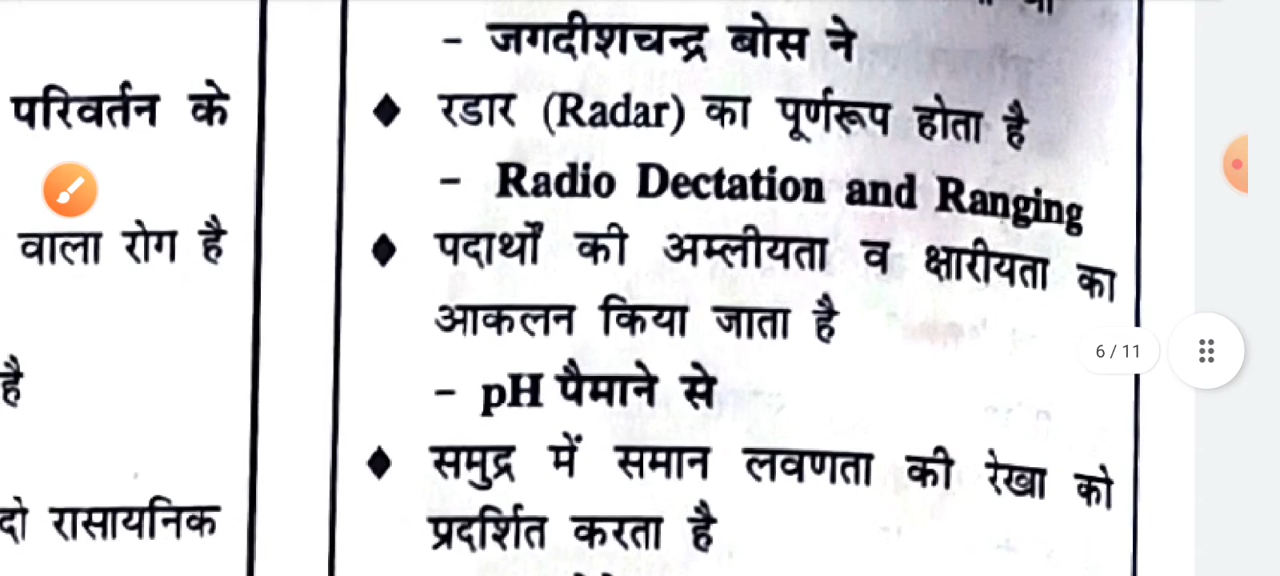 परिवर्तन के
वाला रोग है
है
दो रासायनिक
- जगदीशचन्द्र बोस ने
♦ रडार (Radar) का पूर्णरूप होता है
- Radio Dectation and Ranging
♦ पदार्थों की अम्लीयता व क्षारीयता का
आकलन किया जाता है
- pH पैमाने से
♦ समुद्र में समान लवणता की रेखा को
प्रदर्शित करता है
6 / 11